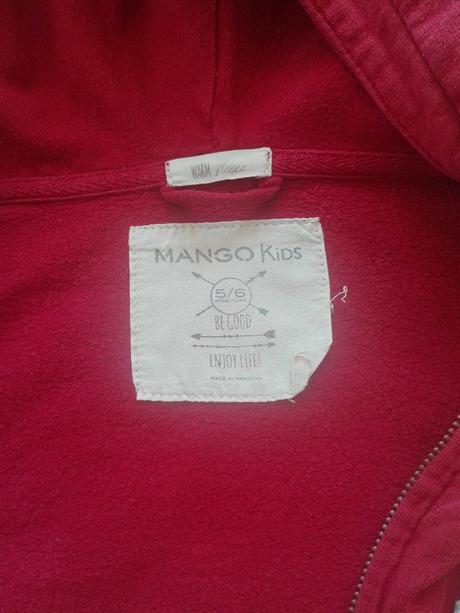 WARM fleece
MANGO KIDS
5/6
BE GOOD
ENJOY LIFE!
MADE IN PAKISTAN